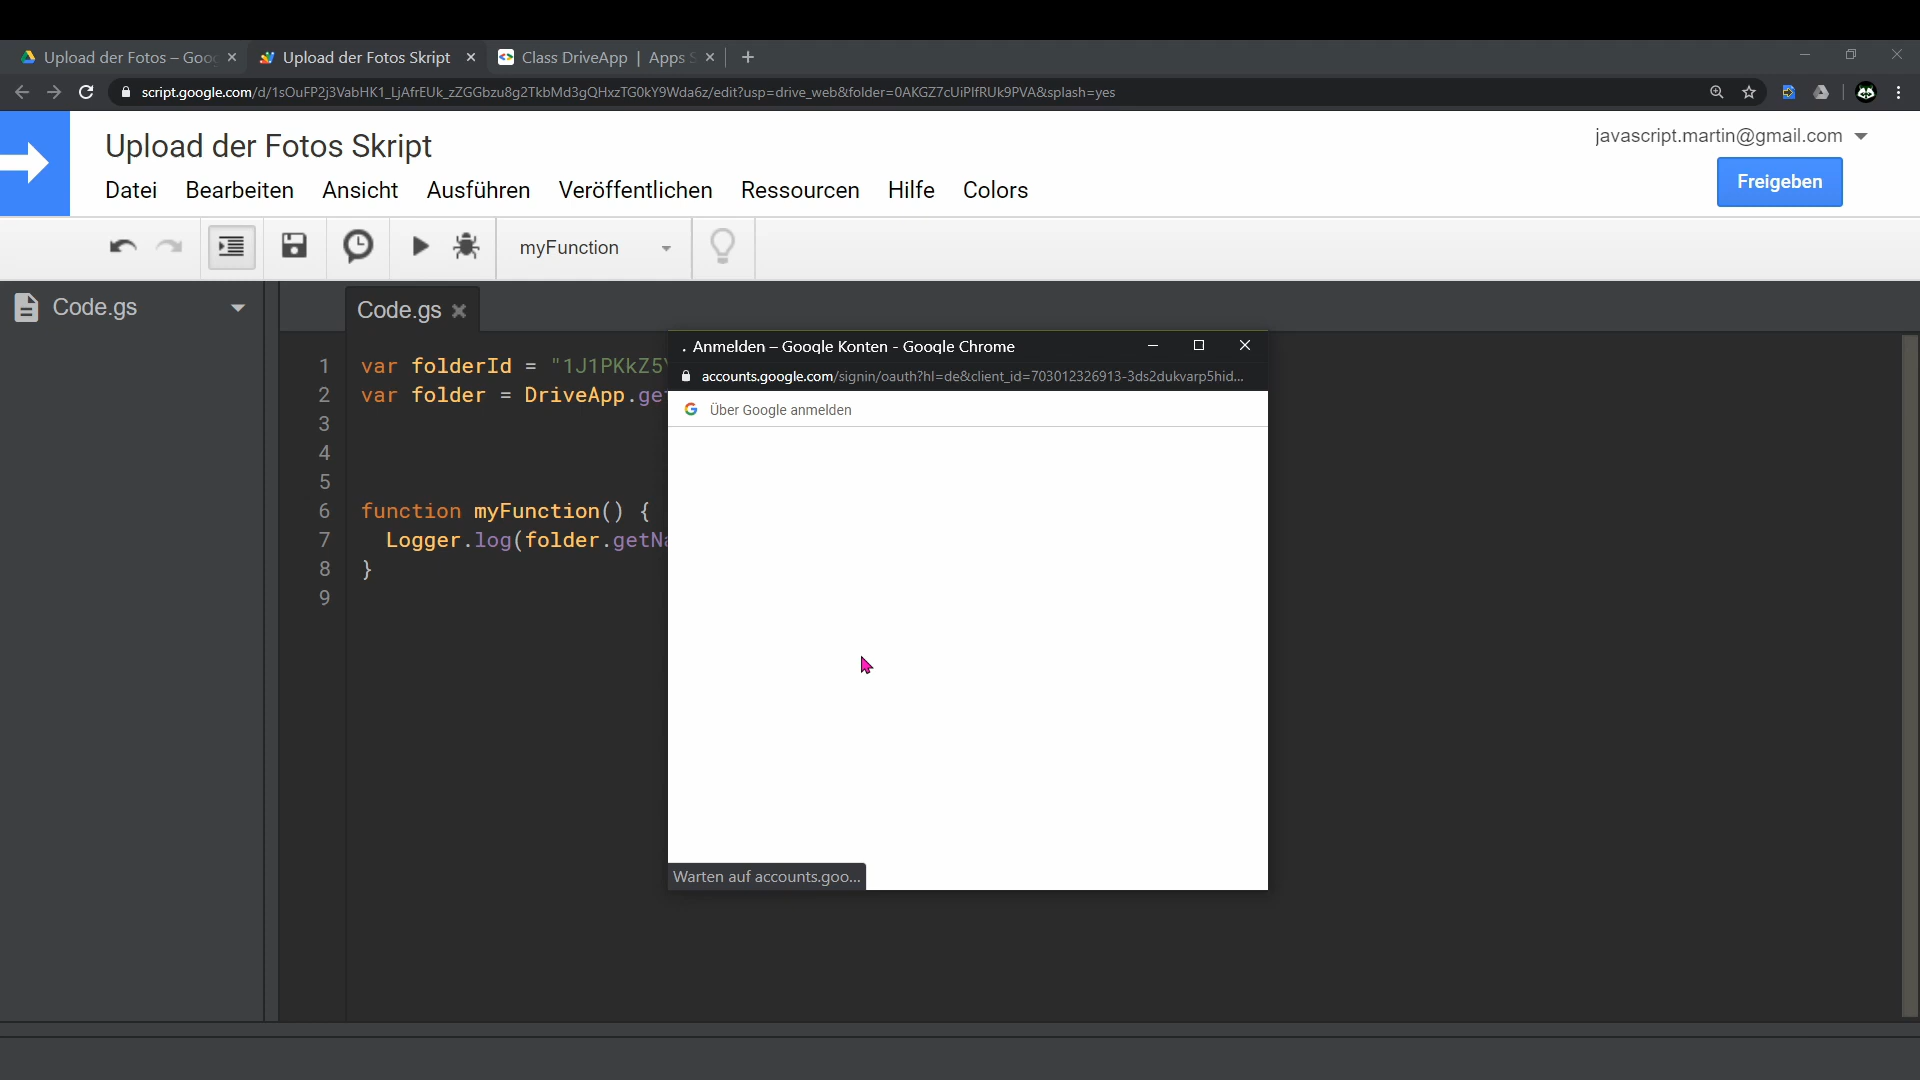 Upload der Fotos – Goog
Upload der Fotos Skript
Class DriveApp | Apps S
script.google.com/d/1sOuFP2j3VabHK1_LjAfrEUk_zZGGbzu8g2TkbMd3gQHxzTG0kY9Wda6z/edit?usp=drive_web&folder=0AKGZ7cUiPlfRUk9PVA&splash=yes
Upload der Fotos Skript
javascript.martin@gmail.com
Datei Bearbeiten Ansicht Ausführen Veröffentlichen Ressourcen Hilfe Colors
Freigeben
myFunction
Code.gs
Code.gs
1 var folderId = "1J1PKkZ5
2 var folder = DriveApp.ge
3
4
5
6 function myFunction() {
7 Logger.log(folder.getNa
8 }
9
Anmelden – Google Konten - Google Chrome
accounts.google.com/signin/oauth?hl=de&client_id=703012326913-3ds2dukvarp5hid...
Über Google anmelden
Warten auf accounts.goo...